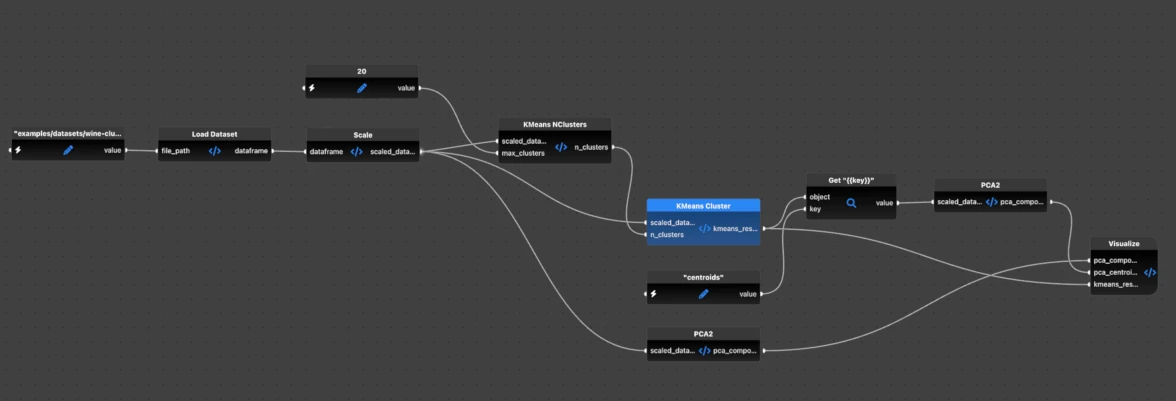 20
value
"examples/datasets/wine-clu...
value
Load Dataset
file_path
dataframe
Scale
dataframe
scaled_data...
KMeans NClusters
scaled_data...
max_clusters
n_clusters
KMeans Cluster
scaled_data...
n_clusters
kmeans_res...
"centroids"
value
PCA2
scaled_data...
pca_compo...
Get "{{key}}"
object
key
value
PCA2
scaled_data...
pca_compo...
Visualize
pca_compo...
pca_centroi...
kmeans_res...